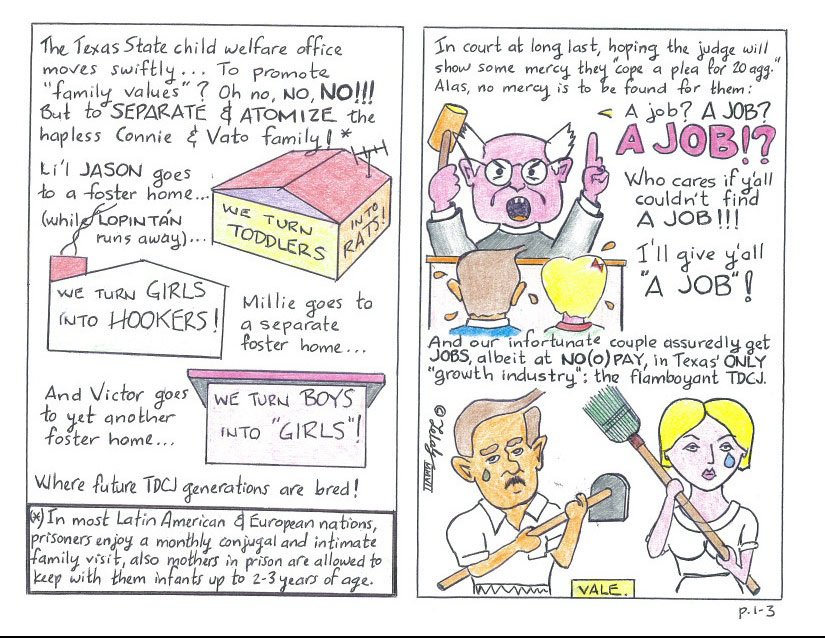 The Texas State child welfare office
moves swiftly... To promote
"family values"? Oh no, NO, NO!!!
But to SEPARATE & ATOMIZE the
hapless Connie & Vato family!*
Li'l JASON goes
to a foster home...
(while LOPINTÁN
runs away)...
WE TURN
TODDLERS
INTO
RATS!
WE TURN GIRLS
INTO HOOKERS!
Millie goes to
a separate
foster home...
And Victor goes
to yet another
foster home...
WE TURN BOYS
INTO "GIRLS"!
Where future TDCJ generations are bred!
(*) In most Latin American & European nations,
prisoners enjoy a monthly conjugal and intimate
family visit, also mothers in prison are allowed to
keep with them infants up to 2-3 years of age.
In court at long last, hoping the judge will
show some mercy they "cope a plea for 20 agg."
Alas, no mercy is to be found for them:
A job? A JOB?
A JOB!?
Who cares if y'all
couldn't find
A JOB!!!
I'll give y'all
"A JOB"!
And our infortunate couple assuredly get
JOBS, albeit at NO(0) PAY, in Texas' ONLY
"growth industry": the flamboyant TDCJ.
VALE.
p.1-3